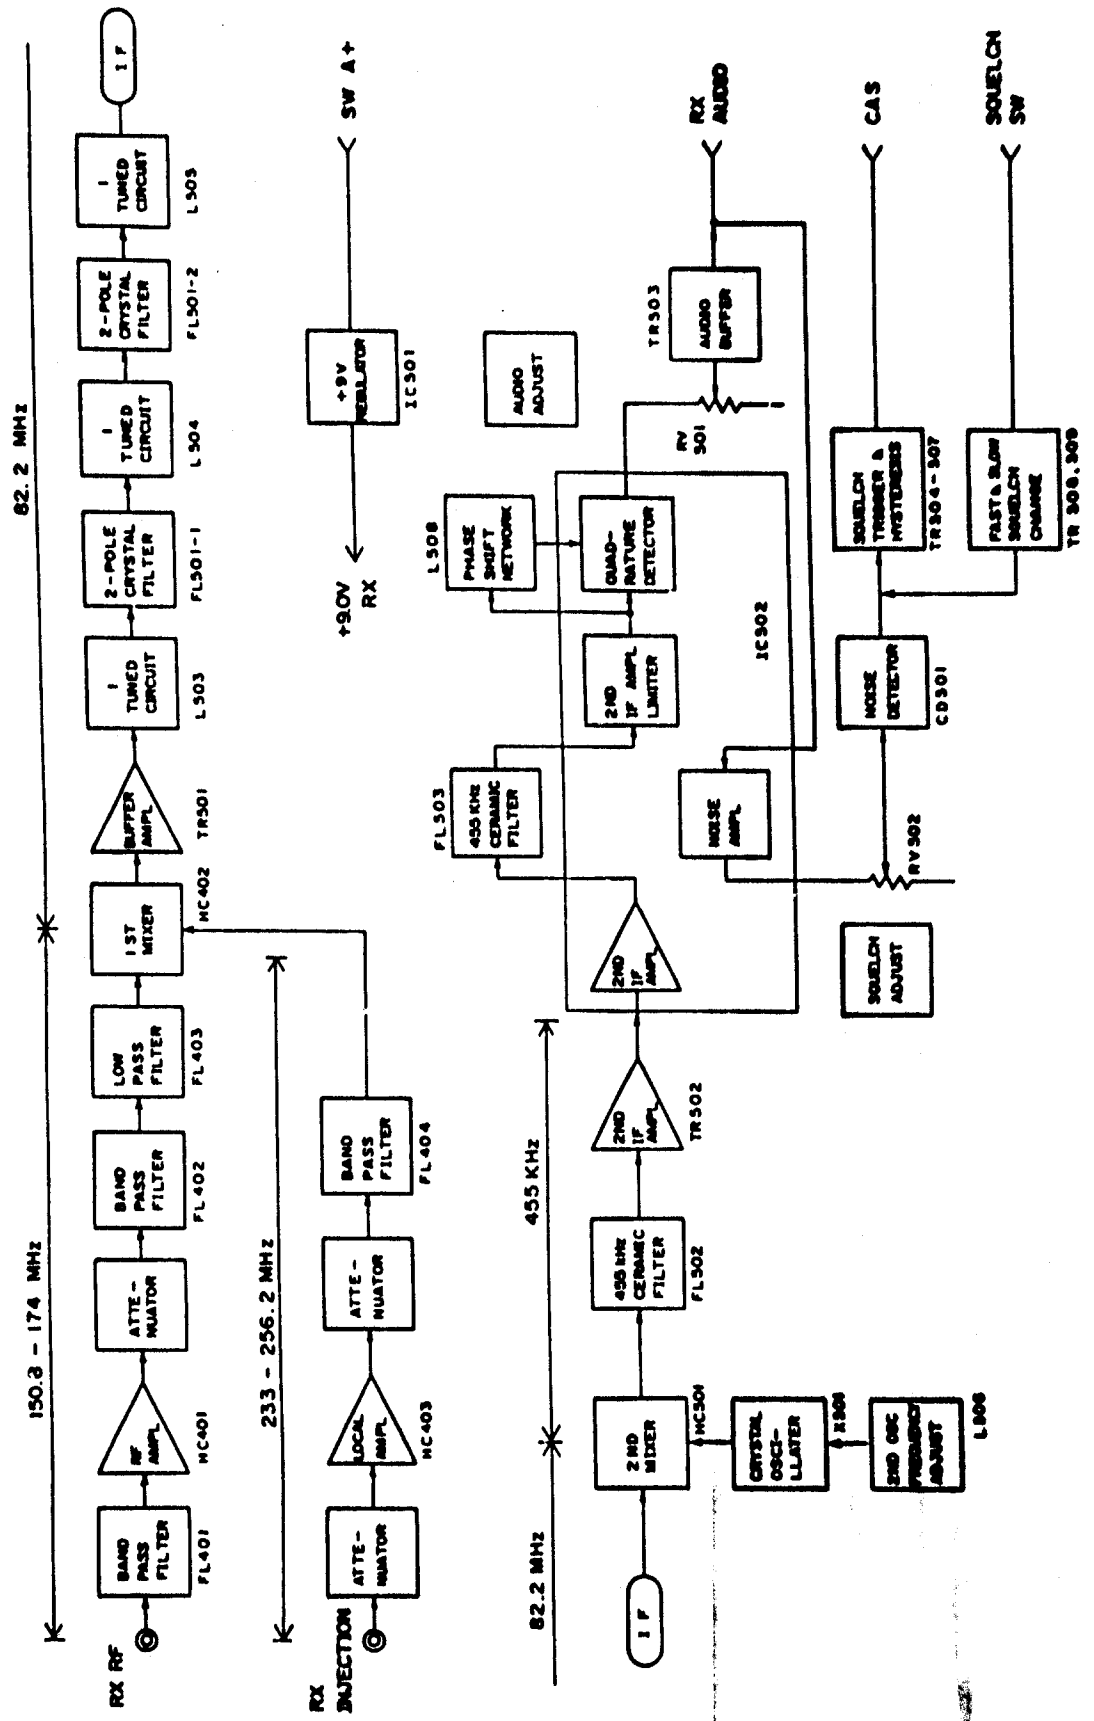 150.8 - 174 MHz
82.2 MHz
RX RF
BAND
PASS
FILTER
FL401
RF
AMPL
HC401
ATTE-
NUATOR
BAND
PASS
FILTER
FL402
LOW
PASS
FILTER
FL403
1ST
MIXER
HC402
BUFFER
AMPL
TR501
1
TUNED
CIRCUIT
L503
2-POLE
CRYSTAL
FILTER
FL501-1
1
TUNED
CIRCUIT
L504
2-POLE
CRYSTAL
FILTER
FL501-2
1
TUNED
CIRCUIT
L505
IF
233 - 256.2 MHz
RX
INJECTION
ATTE-
NUATOR
LOCAL
AMPL
HC403
ATTE-
NUATOR
BAND
PASS
FILTER
FL404
+9.0V
RX
+9V
REGULATOR
IC501
SW A+
82.2 MHz
455 KHz
IF
2ND
MIXER
HC501
CRYSTAL
OSCI-
LLATER
X501
2ND OSC
FREQUENCY
ADJUST
L506
455 KHz
CERAMIC
FILTER
FL502
2ND
IF
AMPL
TR502
2ND
IF
AMPL
FL503
455 KHz
CERAMIC
FILTER
2ND
IF AMPL
LIMITER
L508
PHASE
SHIFT
NETWORK
QUAD-
RATURE
DETECTOR
IC502
AUDIO
ADJUST
RV
501
TR503
AUDIO
BUFFER
RX
AUDIO
NOISE
AMPL
SQUELCH
ADJUST
RV502
NOISE
DETECTOR
CD501
SQUELCH
TRIGGER &
HYSTERESIS
TR504-507
CAS
FAST & SLOW
SQUELCH
CHANGE
TR 508, 509
SQUELCH
SW